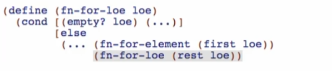 (define (fn-for-loe loe)
(cond [(empty? loe) (...)]
[else
(... (fn-for-element (first loe))
(fn-for-loe (rest loe))